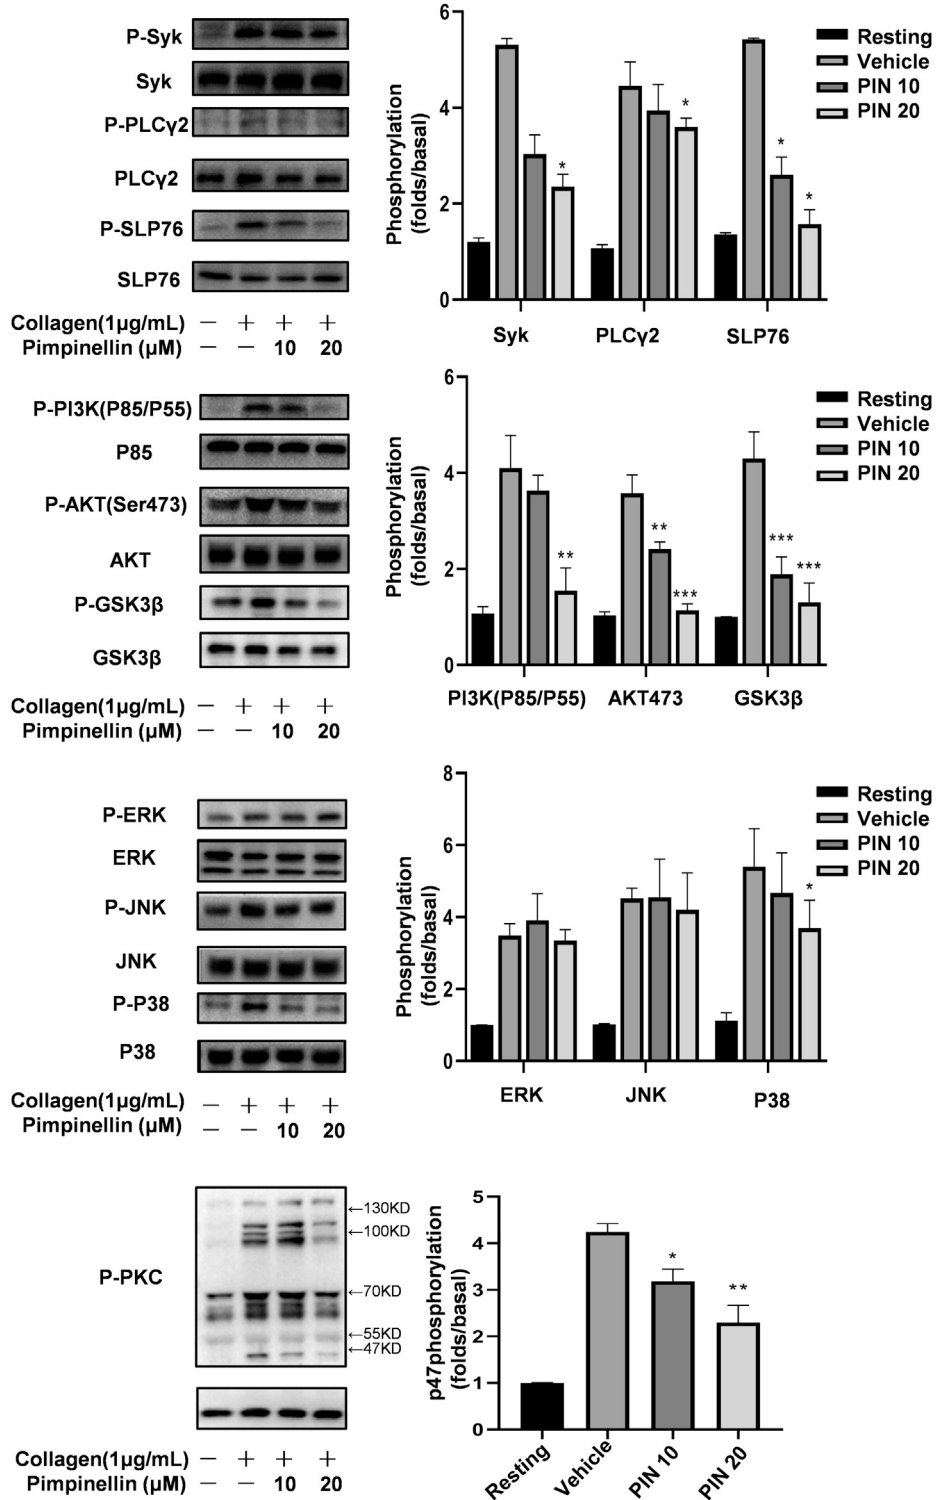 P-Syk
Syk
P-PLCγ2
PLCγ2
P-SLP76
SLP76
Collagen(1μg/mL) − + + +
Pimpinellin (μM) − − 10 20
Phosphorylation
(folds/basal)
6
4
2
0
Syk PLCγ2 SLP76
* * * *
Resting
Vehicle
PIN 10
PIN 20
P-PI3K(P85/P55)
P85
P-AKT(Ser473)
AKT
P-GSK3β
GSK3β
Collagen(1μg/mL) − + + +
Pimpinellin (μM) − − 10 20
Phosphorylation
(folds/basal)
6
4
2
0
PI3K(P85/P55) AKT473 GSK3β
** ** *** *** ***
Resting
Vehicle
PIN 10
PIN 20
P-ERK
ERK
P-JNK
JNK
P-P38
P38
Collagen(1μg/mL) − + + +
Pimpinellin (μM) − − 10 20
Phosphorylation
(folds/basal)
8
6
4
2
0
ERK JNK P38
*
Resting
Vehicle
PIN 10
PIN 20
P-PKC
←130KD
←100KD
←70KD
←55KD
←47KD
Collagen(1μg/mL) − + + +
Pimpinellin (μM) − − 10 20
p47phosphorylation
(folds/basal)
5
4
3
2
1
0
* **
Resting Vehicle PIN 10 PIN 20